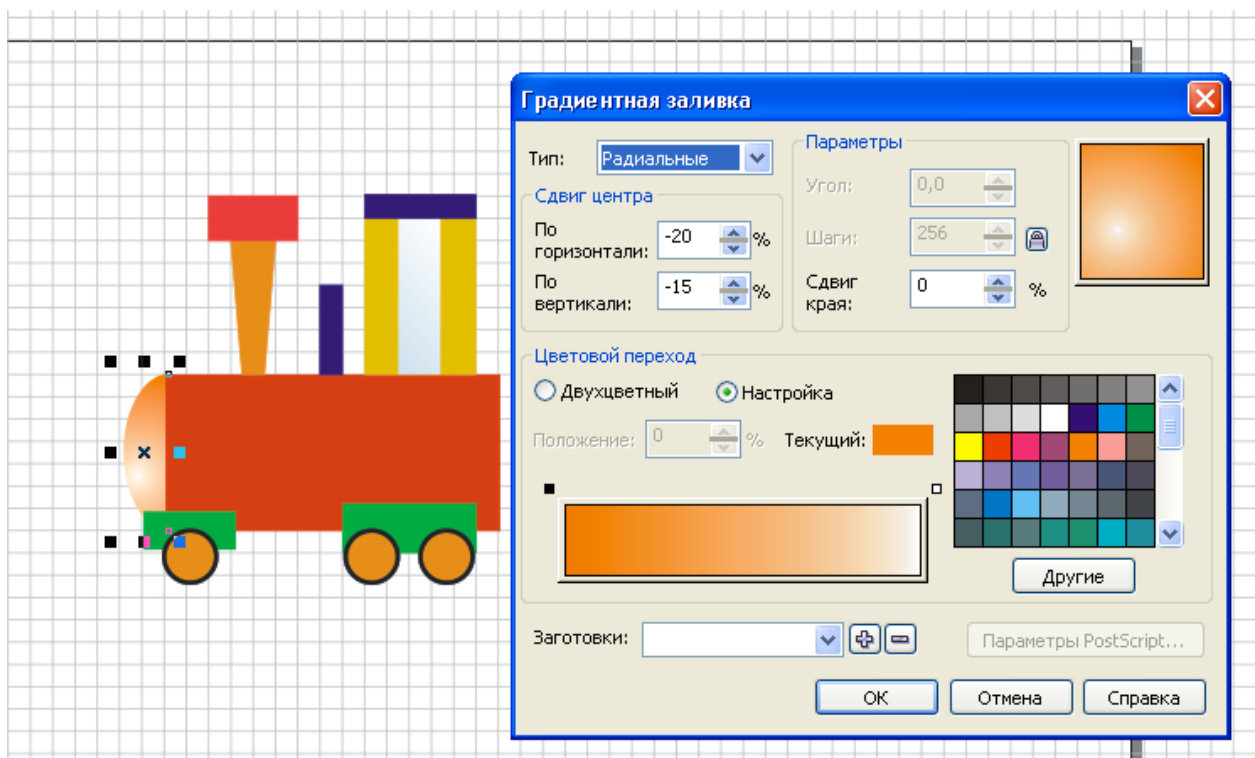 Градиентная заливка
Тип: Радиальные
Сдвиг центра
По
горизонтали: -20 %
По
вертикали: -15 %
Параметры
Угол: 0,0
Шаги: 256
Сдвиг
края: 0 %
Цветовой переход
Двухцветный Настройка
Положение: 0 % Текущий:
Другие
Заготовки:
Параметры PostScript...
ОК Отмена Справка